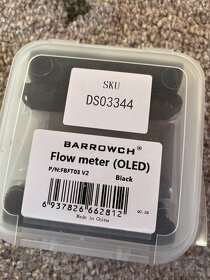 SKU
DS03344
BARROWCH
Flow meter (OLED)
P/N:FBFT03 V2
Black
6 937826 662812
Made in China